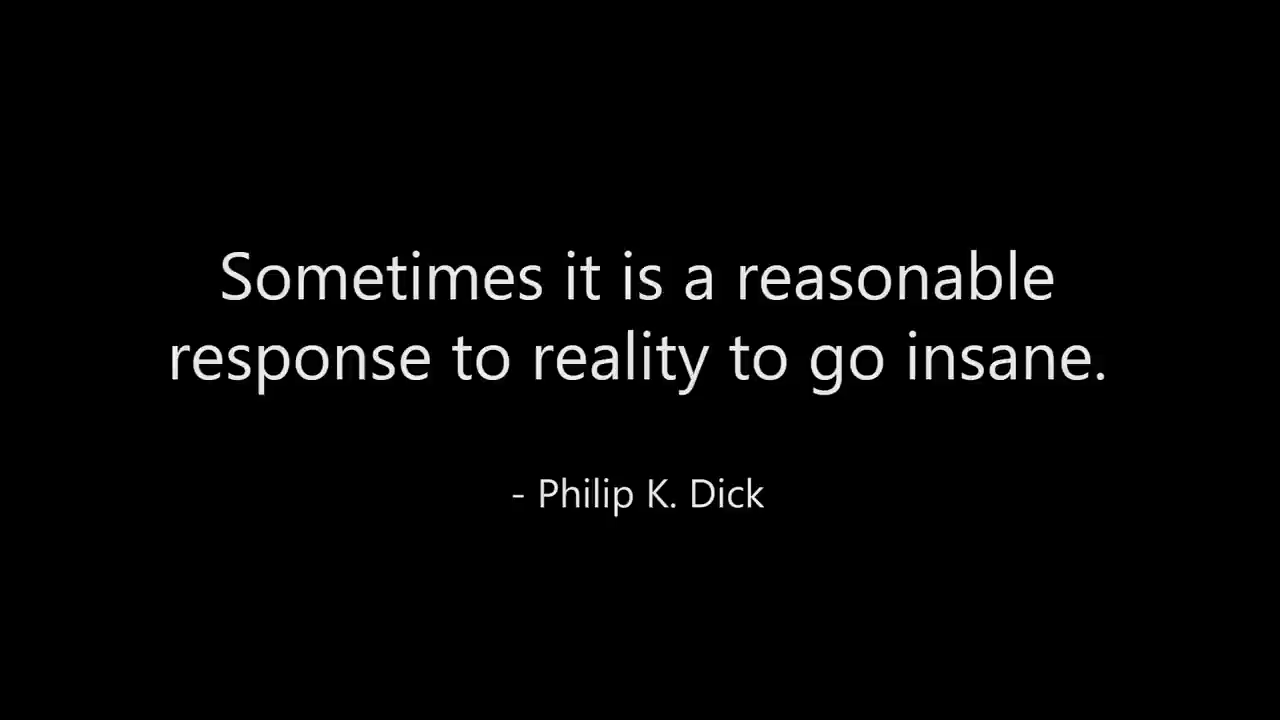 Sometimes it is a reasonable
response to reality to go insane.
- Philip K. Dick